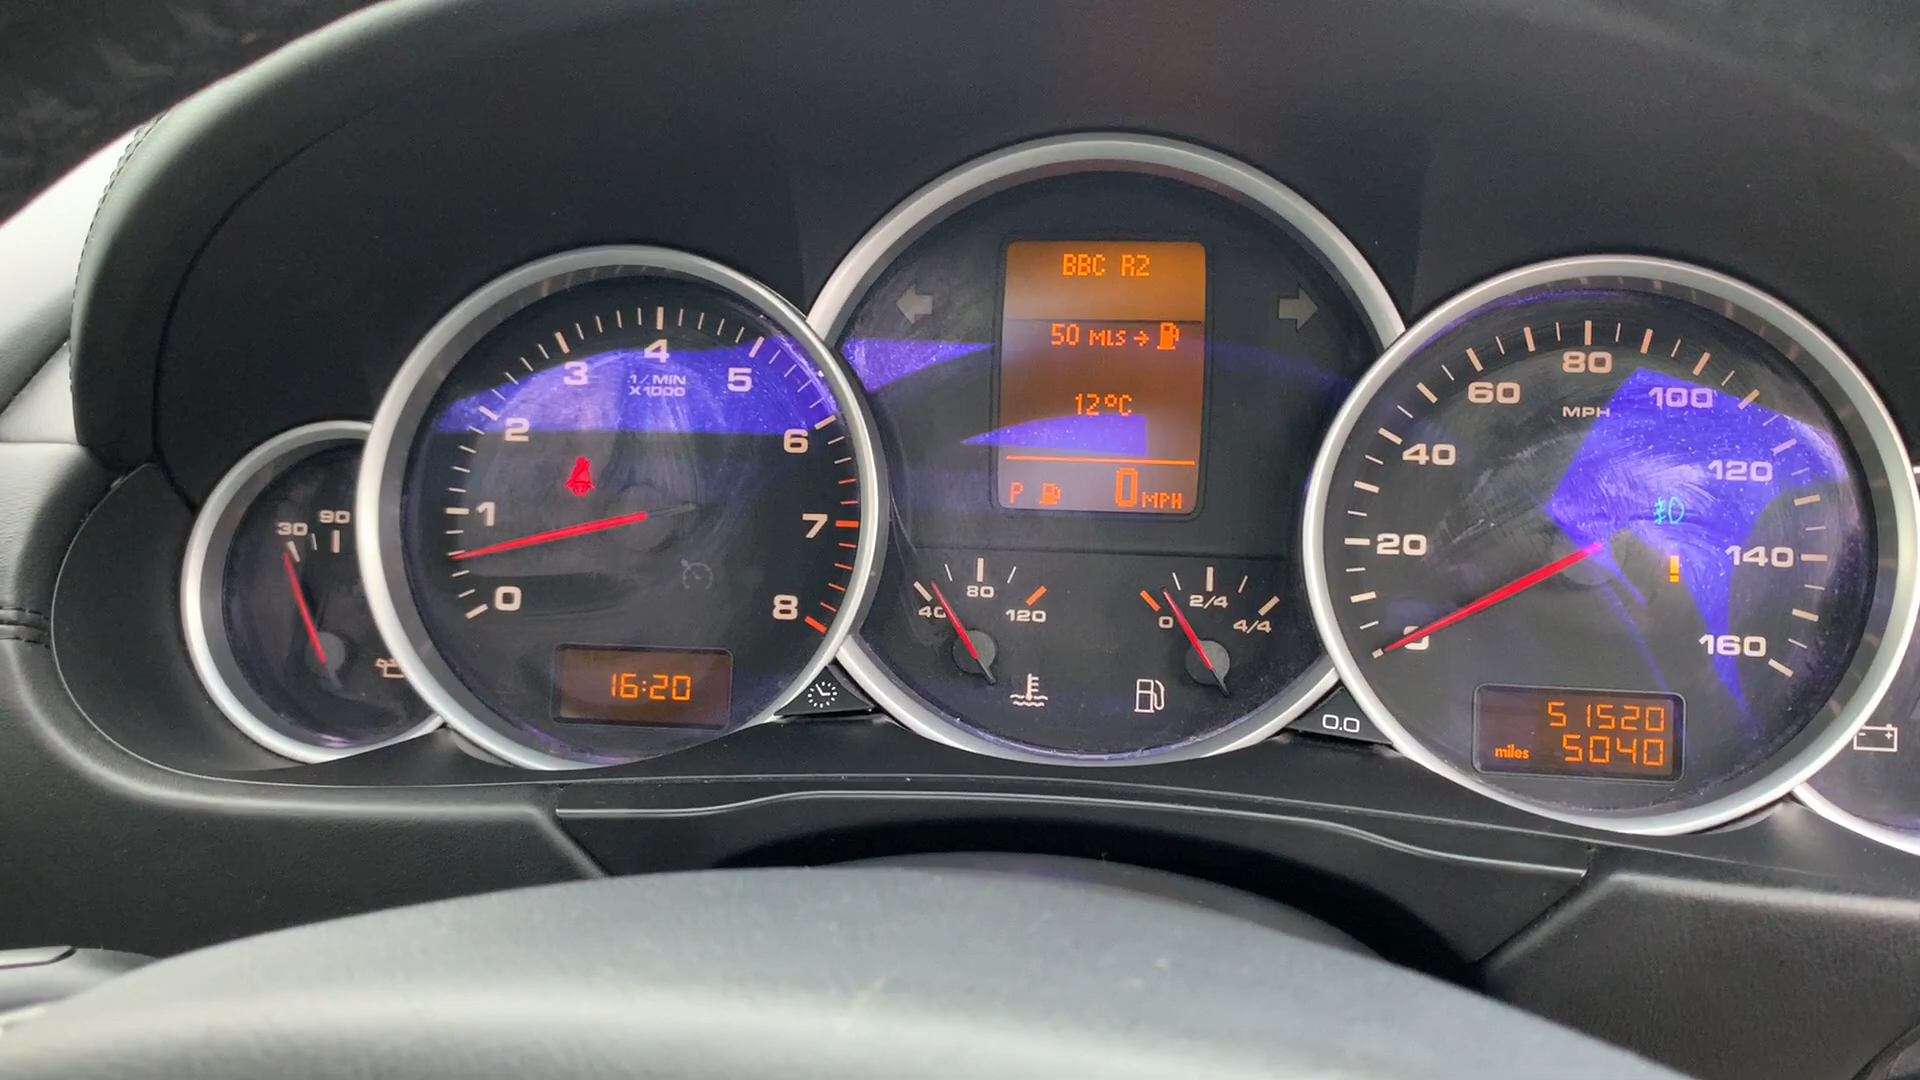 30 90
0 1 2 3 4 5 6 7 8
1/MIN
X1000
16:20
BBC R2
50 MLS
12°C
P 0 MPH
40 80 120
0 2/4 4/4
0.0
0 20 40 60 80 100 120 140 160
MPH
51520
miles 5040